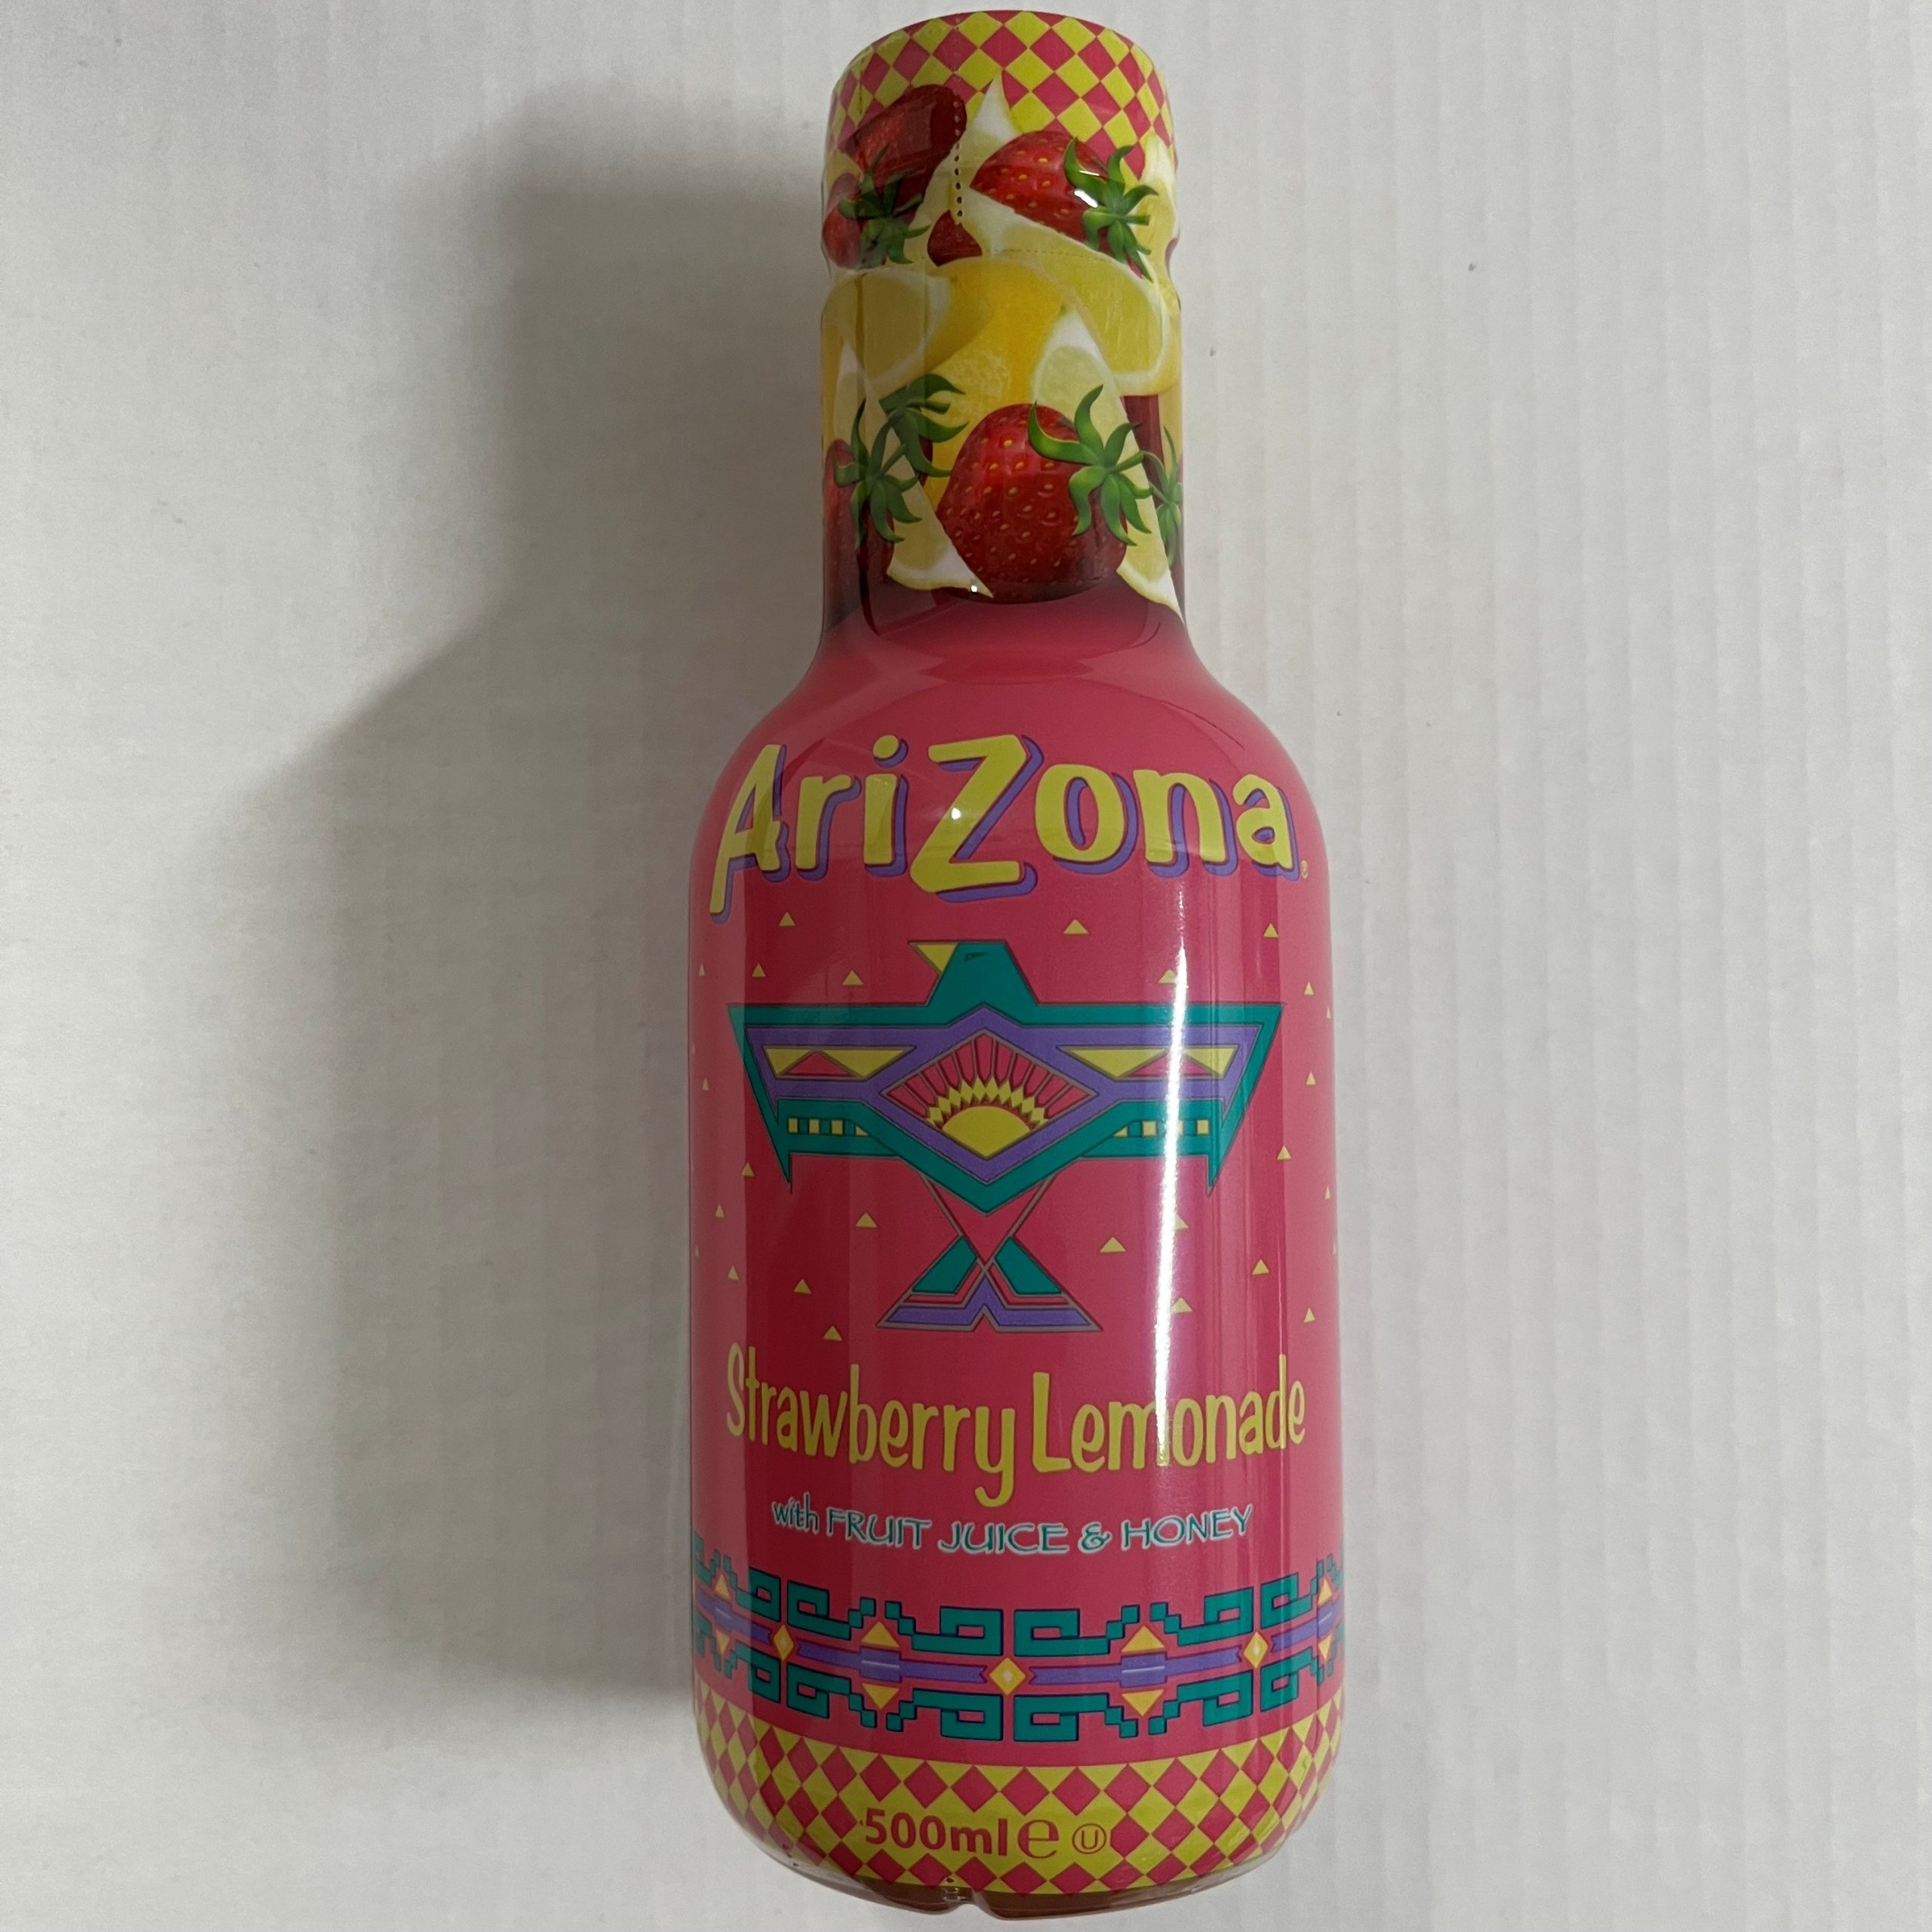 AriZona®
Strawberry Lemonade
with FRUIT JUICE & HONEY
500ml ℮ Ⓤ